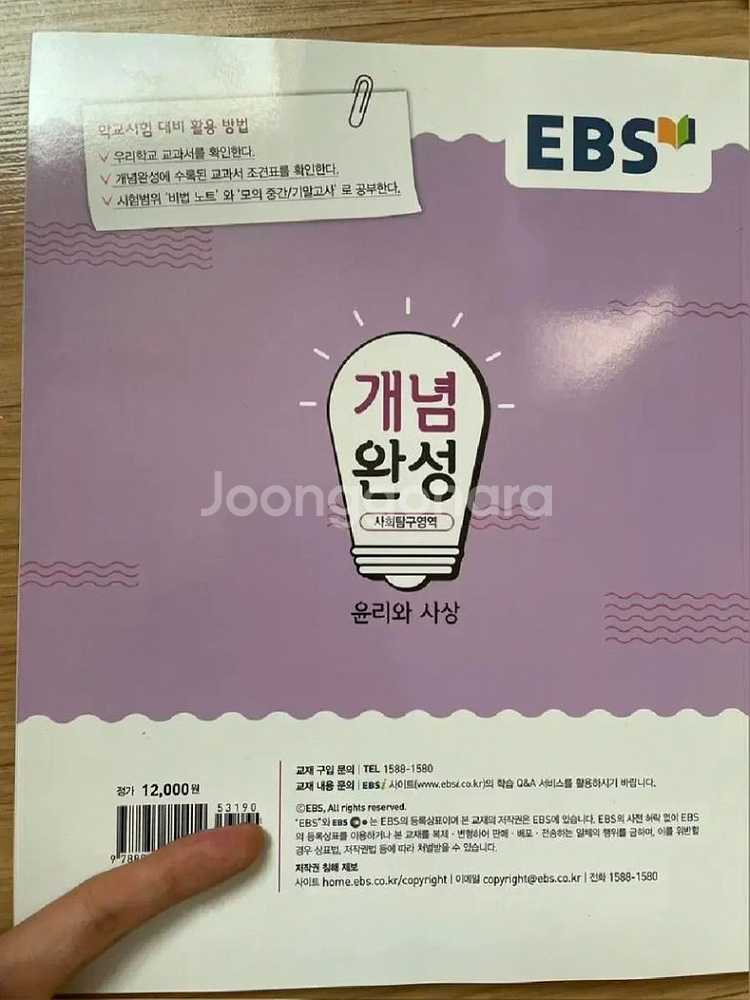 학교시험 대비 활용 방법
✓ 우리학교 교과서를 확인한다.
✓ 개념완성에 수록된 교과서 조견표를 확인한다.
✓ 시험범위 '비법 노트' 와 '모의 중간/기말고사' 로 공부한다.
EBS
개념
완성
사회탐구영역
윤리와 사상
Joonggonara
정가 12,000원
53190
교재 구입 문의 | TEL 1588-1580
교재 내용 문의 | EBSi 사이트(www.ebsi.co.kr)의 학습 Q&A 서비스를 활용하시기 바랍니다.
ⓒEBS, All rights reserved.
"EBS"와 EBS 는 EBS의 등록상표이며 본 교재의 저작권은 EBS에 있습니다. EBS의 사전 허락 없이 EBS
의 등록상표를 이용하거나 본 교재를 복제 · 변형하여 판매 · 배포 · 전송하는 일체의 행위를 금하며, 이를 위반할
경우 상표법, 저작권법 등에 따라 처벌받을 수 있습니다.
저작권 침해 제보
사이트 home.ebs.co.kr/copyright | 이메일 copyright@ebs.co.kr | 전화 1588-1580